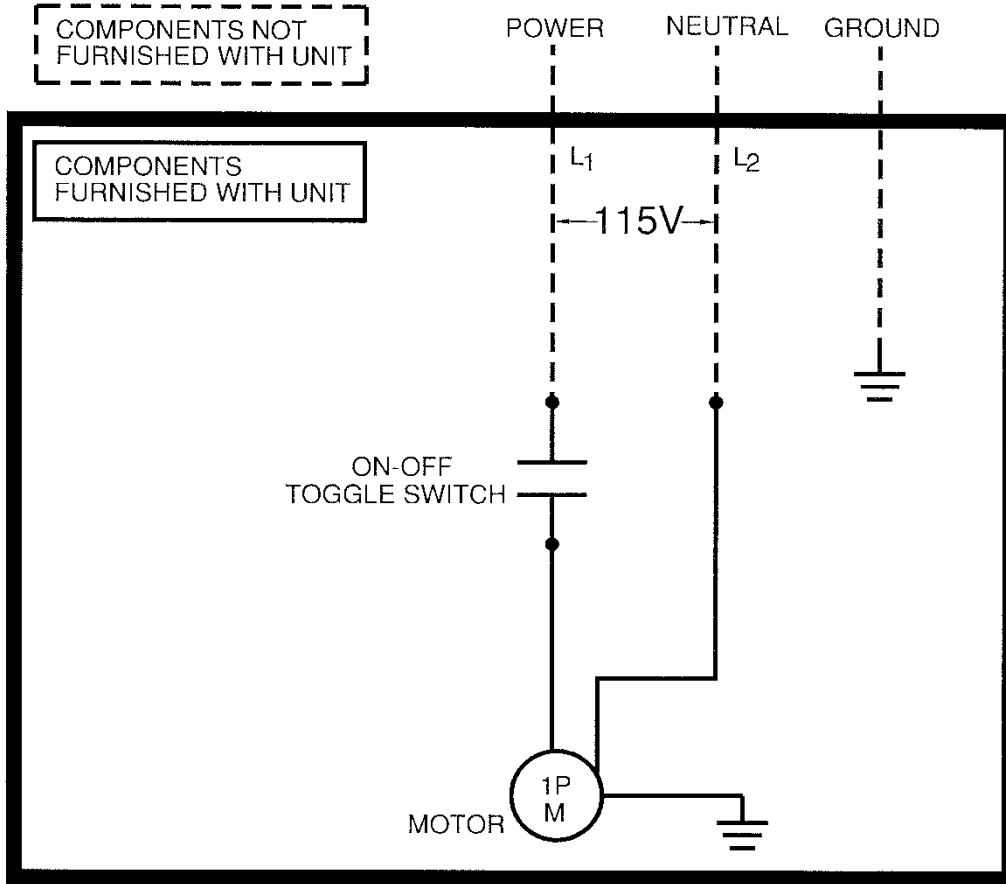 COMPONENTS NOT
FURNISHED WITH UNIT
POWER
NEUTRAL
GROUND
COMPONENTS
FURNISHED WITH UNIT
L1
L2
115V
ON-OFF
TOGGLE SWITCH
1P
M
MOTOR